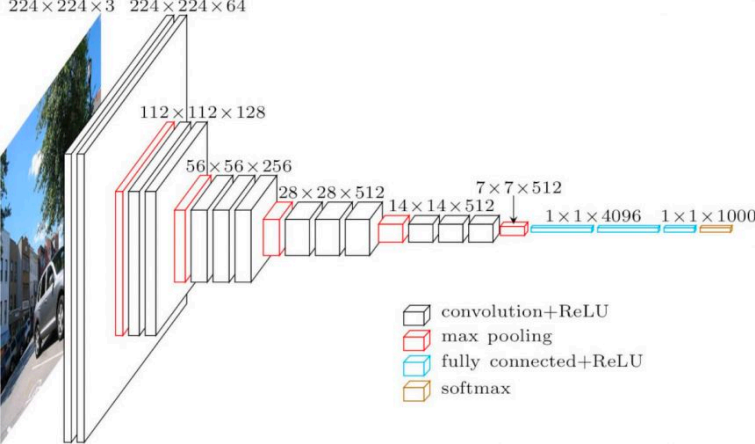 224×224×3
224×224×64
112×112×128
56×56×256
28×28×512
14×14×512
7×7×512
1×1×4096
1×1×1000
convolution+ReLU
max pooling
fully connected+ReLU
softmax